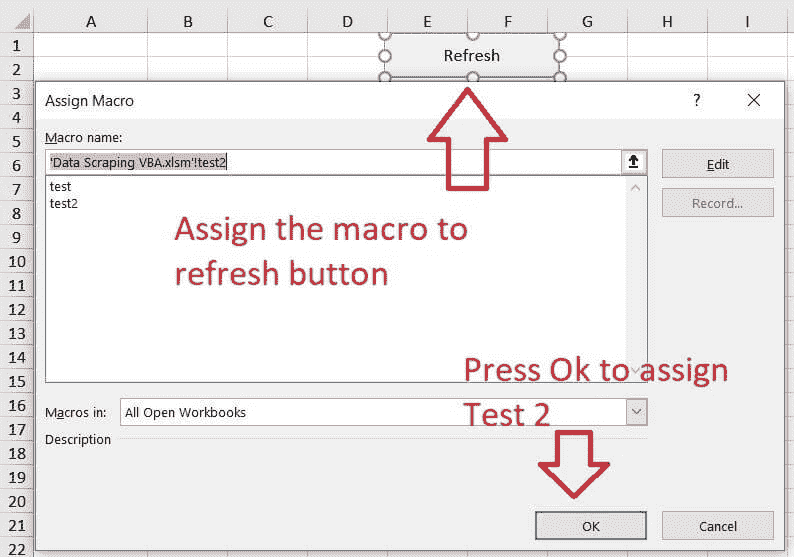 A B C D E F G H I
1
Refresh
2
3
Assign Macro ?
4
5
Macro name:
6
'Data Scraping VBA.xlsm'!test2
Edit
7
test
8
test2
Record...
9
Assign the macro to
10
11
refresh button
12
13
14
Press Ok to assign
15
16
Macros in: All Open Workbooks
Test 2
17
Description
18
19
20
21
OK Cancel
22